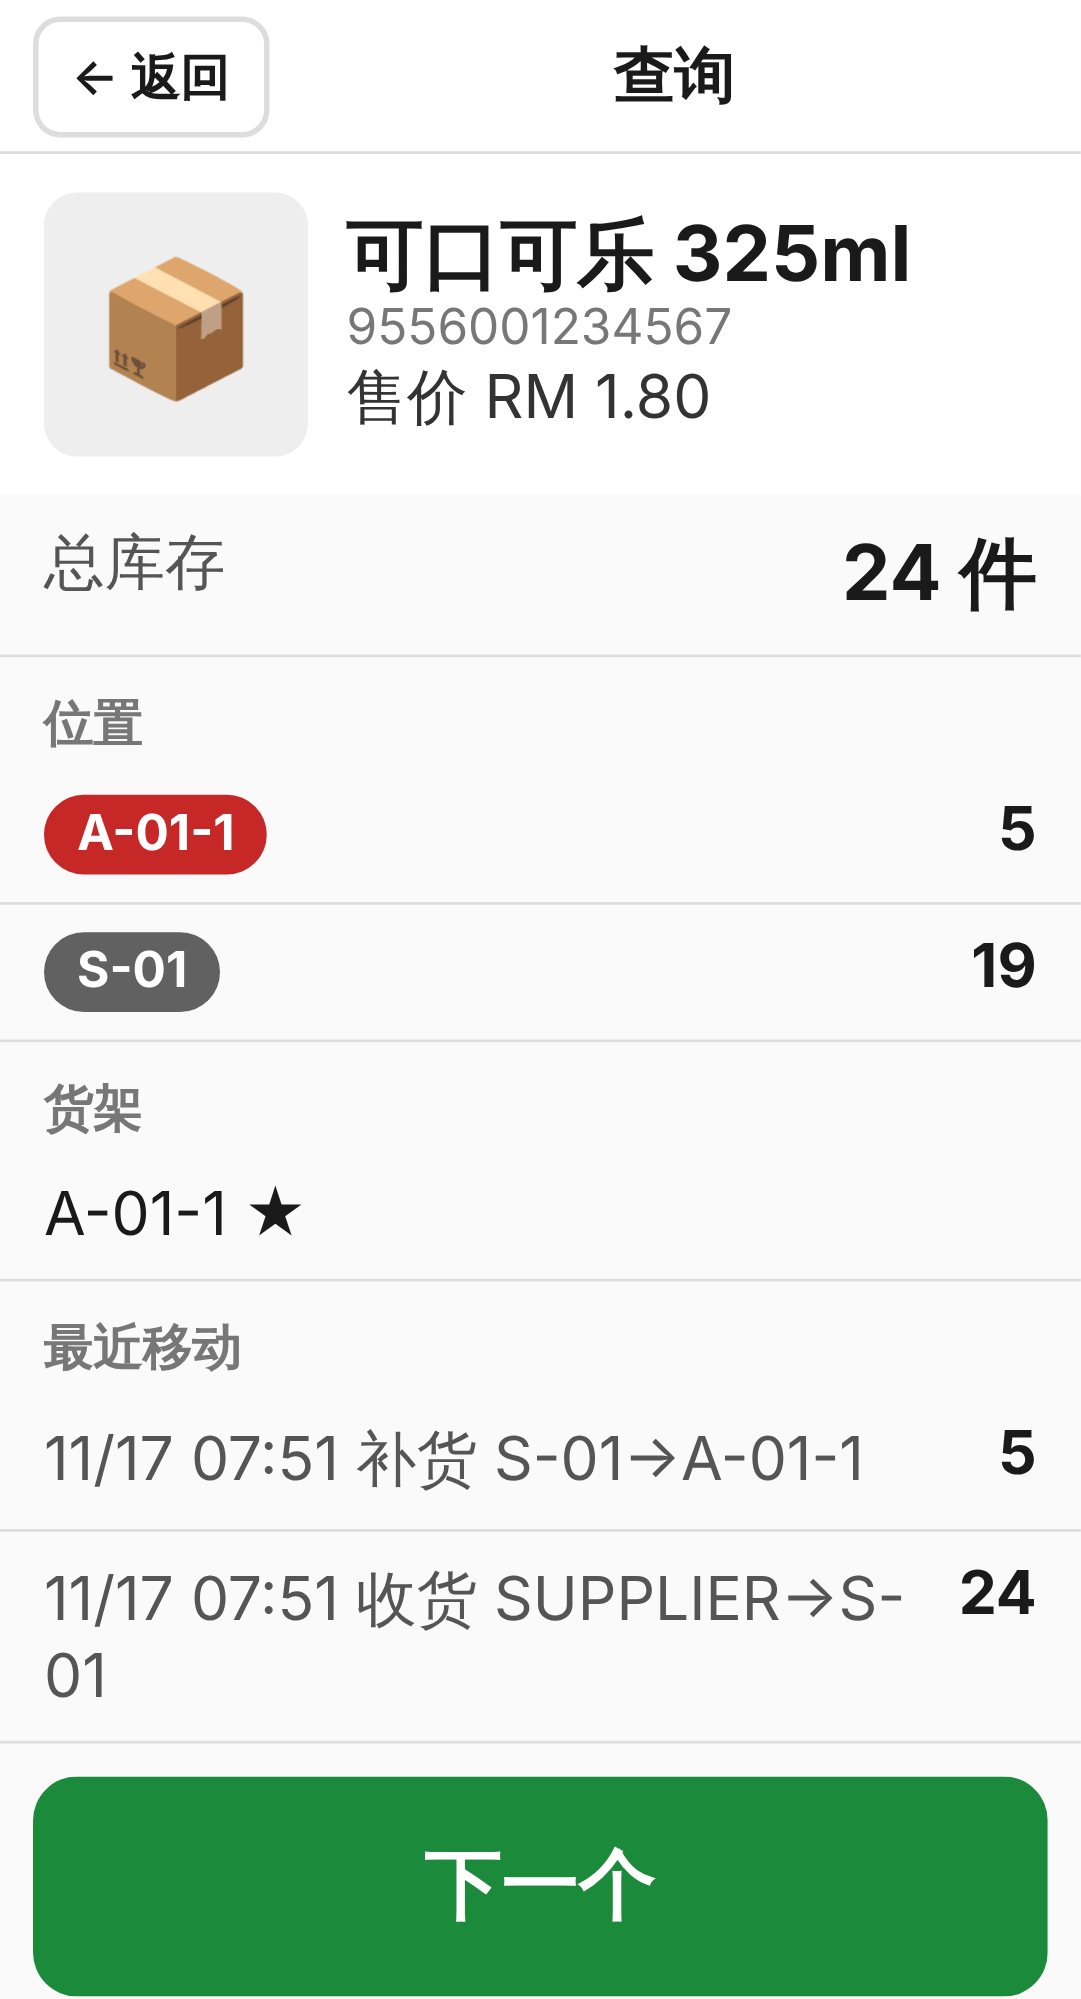 ← 返回
查询
可口可乐 325ml
9556001234567
售价 RM 1.80
总库存
24 件
位置
A-01-1
5
S-01
19
货架
A-01-1 ★
最近移动
11/17 07:51 补货 S-01→A-01-1
5
11/17 07:51 收货 SUPPLIER→S-
01
24
下一个